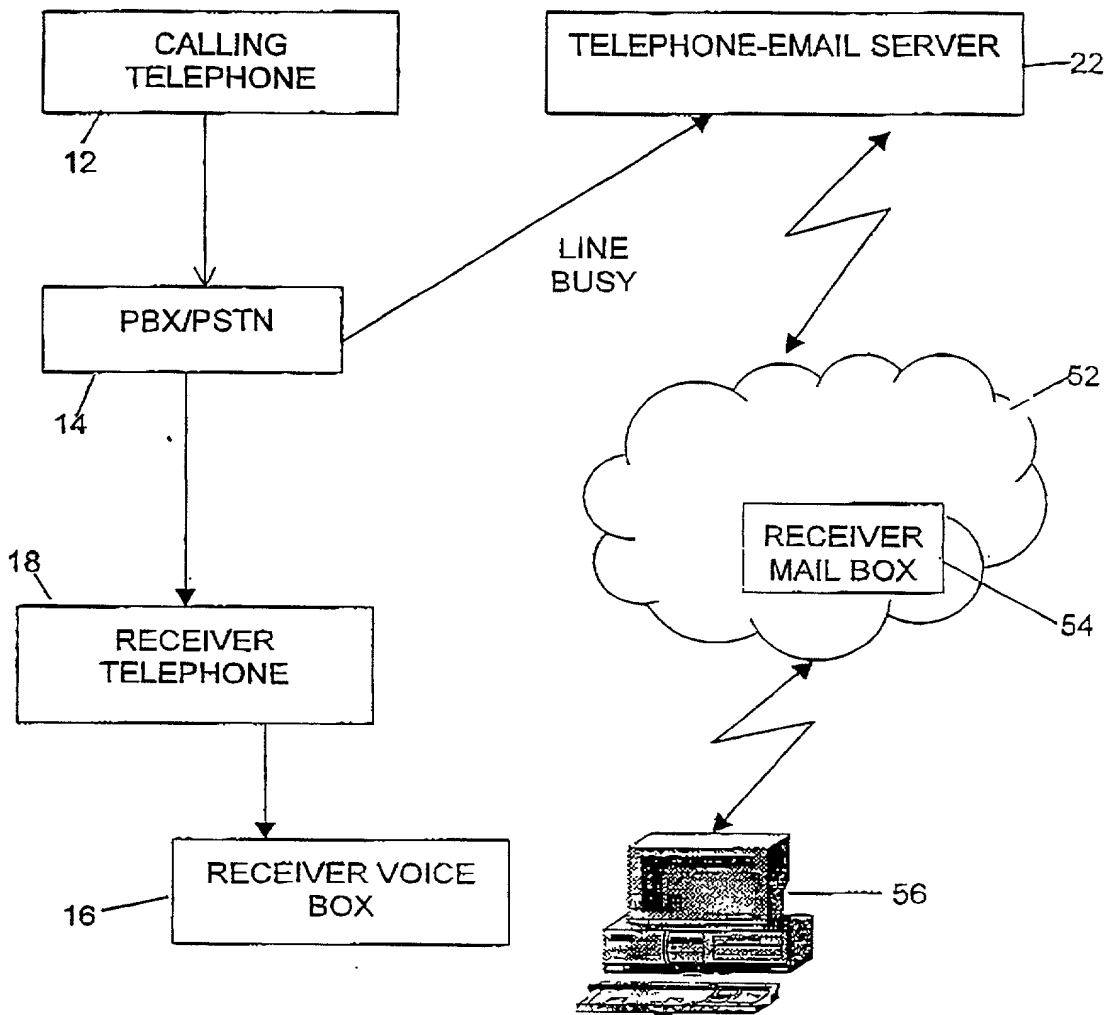 CALLING
TELEPHONE
12
TELEPHONE-EMAIL SERVER
22
LINE
BUSY
PBX/PSTN
14
52
RECEIVER
MAIL BOX
54
18
RECEIVER
TELEPHONE
RECEIVER VOICE
BOX
16
56